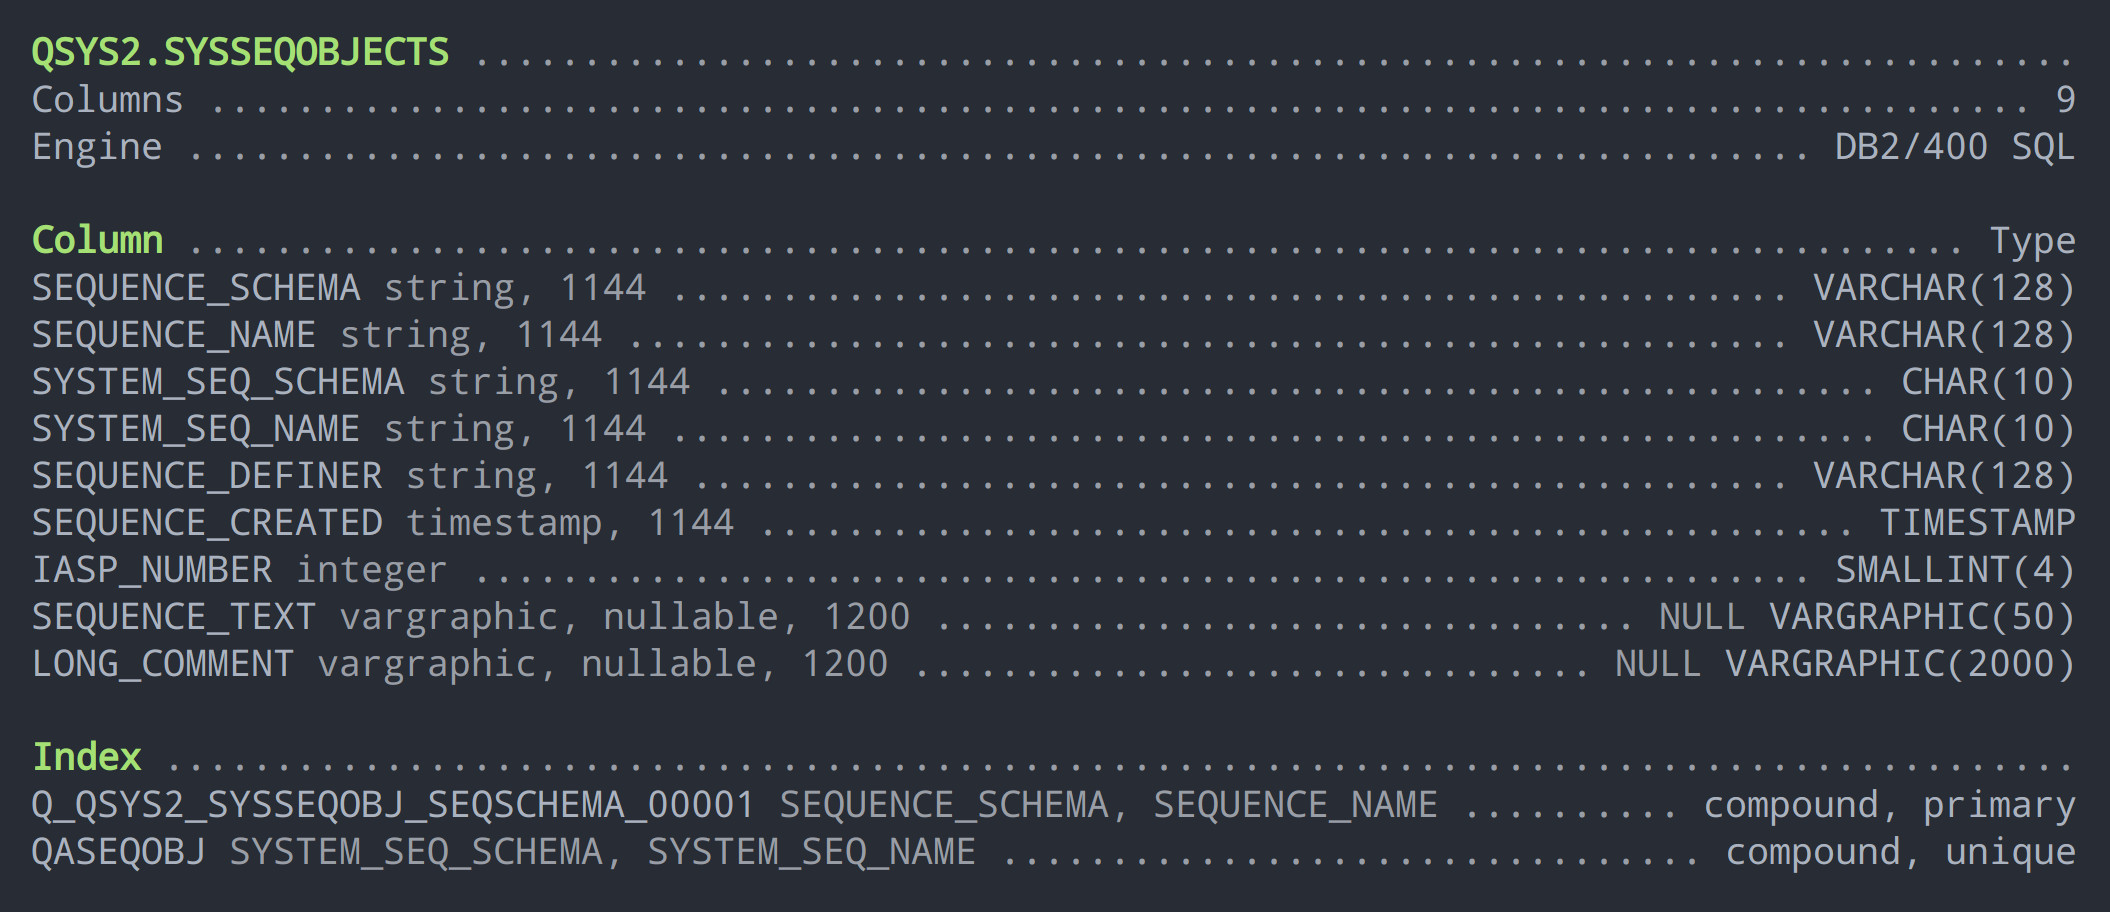 QSYS2.SYSSEQOBJECTS .........................................................................
Columns ................................................................................... 9
Engine .......................................................................... DB2/400 SQL
Column ................................................................................. Type
SEQUENCE_SCHEMA string, 1144 ................................................... VARCHAR(128)
SEQUENCE_NAME string, 1144 ..................................................... VARCHAR(128)
SYSTEM_SEQ_SCHEMA string, 1144 ..................................................... CHAR(10)
SYSTEM_SEQ_NAME string, 1144 ....................................................... CHAR(10)
SEQUENCE_DEFINER string, 1144 .................................................. VARCHAR(128)
SEQUENCE_CREATED timestamp, 1144 .................................................. TIMESTAMP
IASP_NUMBER integer ............................................................. SMALLINT(4)
SEQUENCE_TEXT vargraphic, nullable, 1200 ................................ NULL VARGRAPHIC(50)
LONG_COMMENT vargraphic, nullable, 1200 ............................... NULL VARGRAPHIC(2000)
Index .......................................................................................
Q_QSYS2_SYSSEQOBJ_SEQSCHEMA_00001 SEQUENCE_SCHEMA, SEQUENCE_NAME .......... compound, primary
QASEQOBJ SYSTEM_SEQ_SCHEMA, SYSTEM_SEQ_NAME ................................ compound, unique